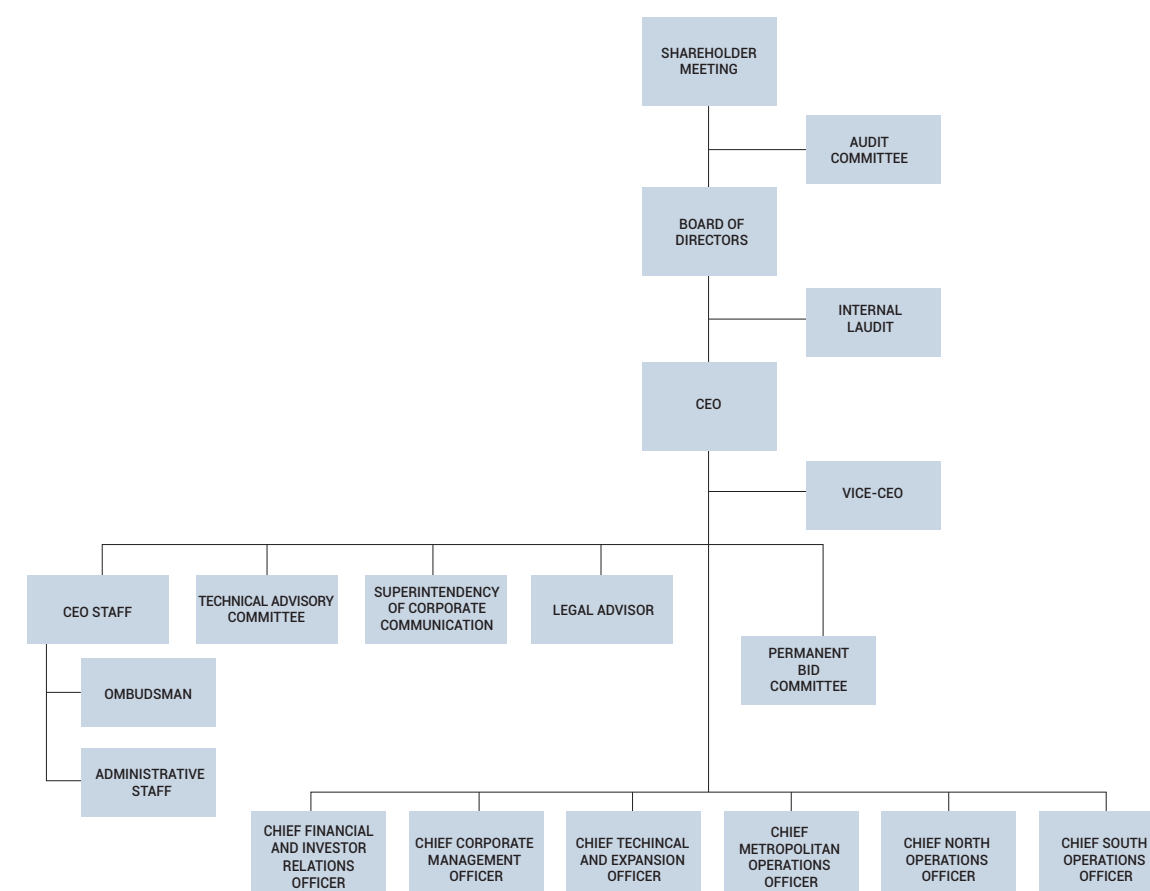 SHAREHOLDER
MEETING
AUDIT
COMMITTEE
BOARD OF
DIRECTORS
INTERNAL
LAUDIT
CEO
VICE-CEO
CEO STAFF
TECHNICAL ADVISORY
COMMITTEE
SUPERINTENDENCY
OF CORPORATE
COMMUNICATION
LEGAL ADVISOR
PERMANENT
BID
COMMITTEE
OMBUDSMAN
ADMINISTRATIVE
STAFF
CHIEF FINANCIAL
AND INVESTOR
RELATIONS
OFFICER
CHIEF CORPORATE
MANAGEMENT
OFFICER
CHIEF TECHINCAL
AND EXPANSION
OFFICER
CHIEF
METROPOLITAN
OPERATIONS
OFFICER
CHIEF NORTH
OPERATIONS
OFFICER
CHIEF SOUTH
OPERATIONS
OFFICER